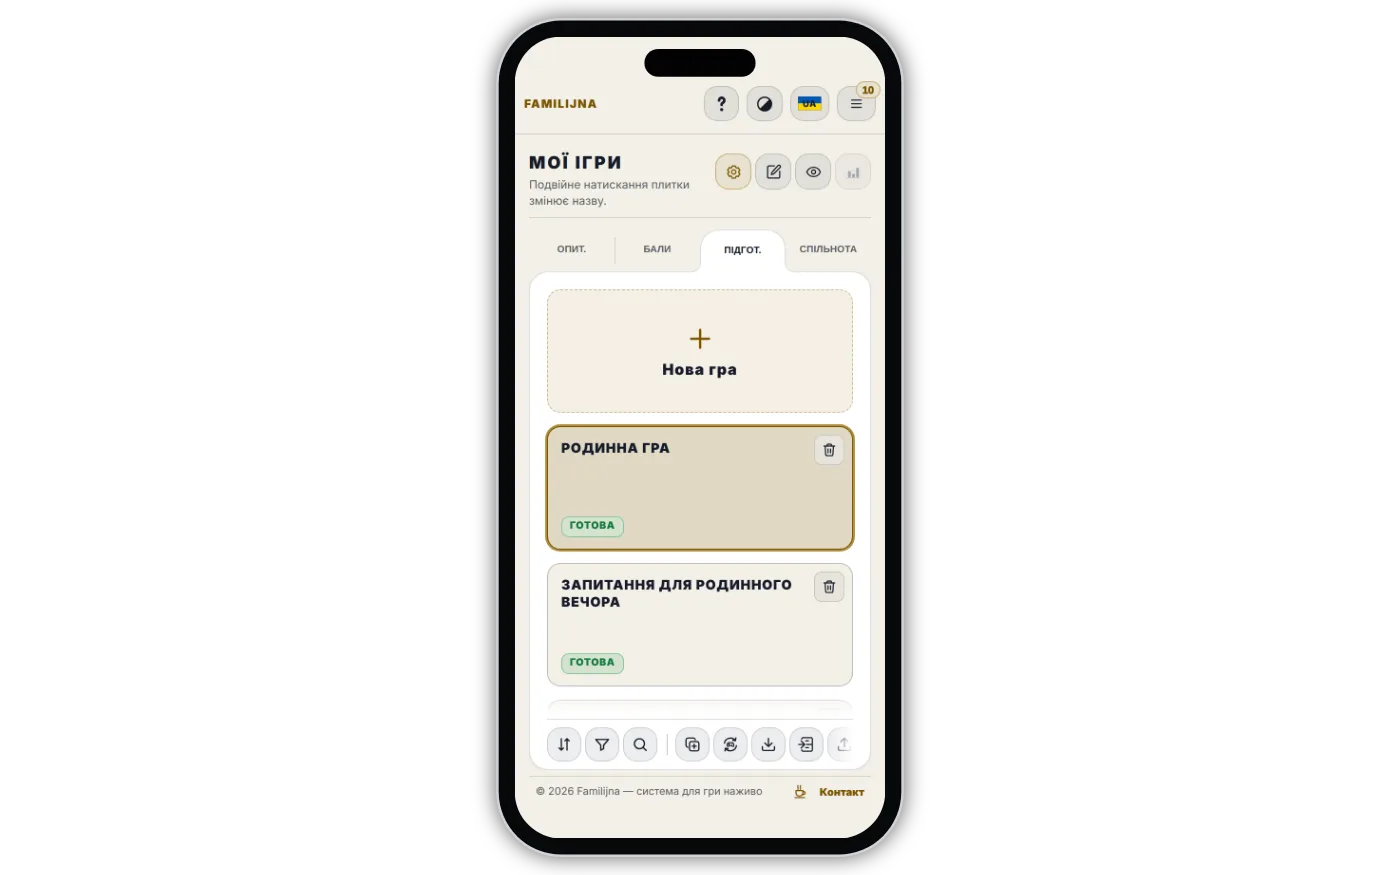 FAMILIJNA
?
UA
10
МОЇ ІГРИ
Подвійне натискання плитки
змінює назву.
ОПИТ.
БАЛИ
ПІДГОТ.
СПІЛЬНОТА
Нова гра
РОДИННА ГРА
ГОТОВА
ЗАПИТАННЯ ДЛЯ РОДИННОГО
ВЕЧОРА
ГОТОВА
© 2026 Familijna — система для гри наживо
Контакт